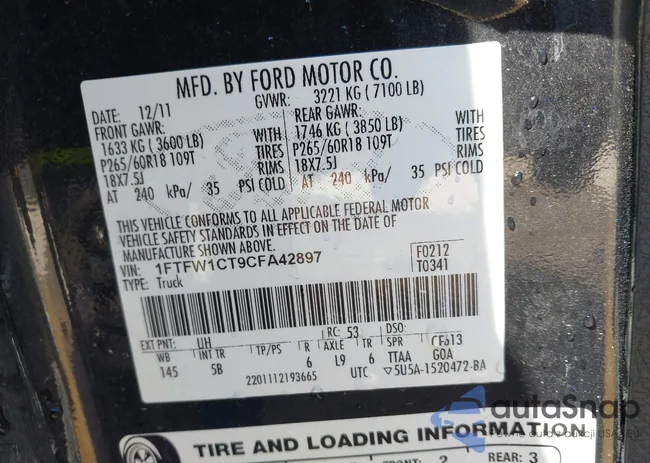 MFD. BY FORD MOTOR CO.
DATE: 12/11 GVWR: 3221 KG ( 7100 LB)
FRONT GAWR: REAR GAWR:
1633 KG ( 3600 LB) WITH 1746 KG ( 3850 LB) WITH
P265/60R18 109T TIRES P265/60R18 109T TIRES
18X7.5J RIMS 18X7.5J RIMS
AT 240 kPa/ 35 PSI COLD AT 240 kPa/ 35 PSI COLD
THIS VEHICLE CONFORMS TO ALL APPLICABLE FEDERAL MOTOR
VEHICLE SAFETY STANDARDS IN EFFECT ON THE DATE OF
MANUFACTURE SHOWN ABOVE.
VIN: 1FTFW1CT9CFA42897 F0212
TYPE: Truck T0341
EXT PNT: UH RC: 53 DSO:
WB INT TR TP/PS R AXLE TR SPR CF613
145 5B 6 L9 6 TTAA GOA
2201112193665 UTC ▽5U5A-1520472-BA
autoSnap
TIRE AND LOADING INFORMATION
FRONT: 2 REAR: 3